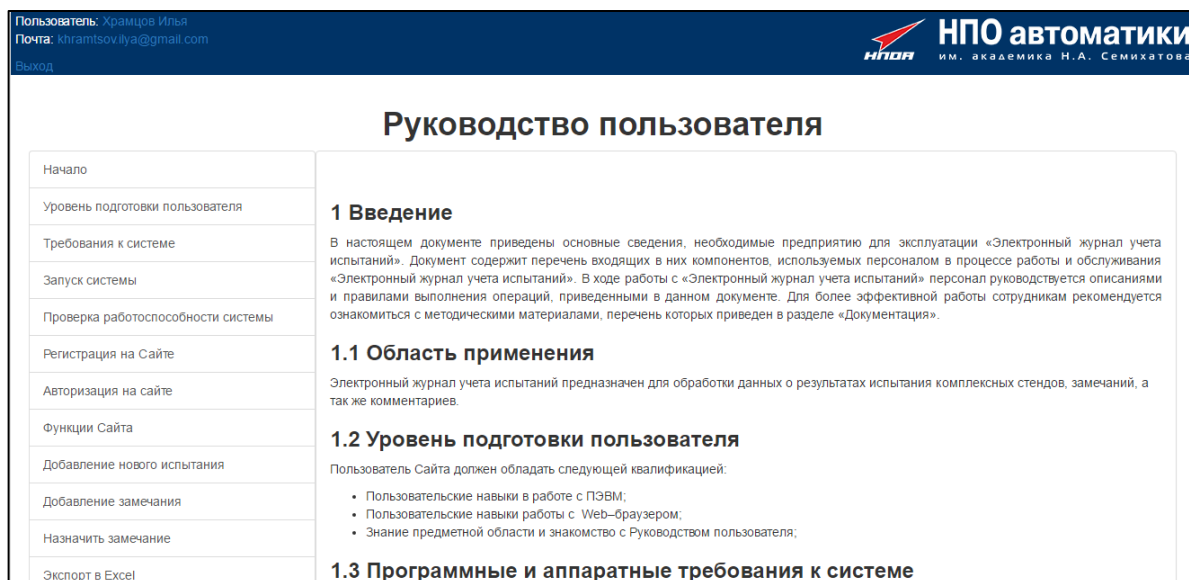 Пользователь: Храмцов Илья
Почта: khramtsov.ilya@gmail.com
Выход
НПОА
НПО автоматики
им. академика Н.А. Семихатова
Руководство пользователя
Начало
Уровень подготовки пользователя
Требования к системе
Запуск системы
Проверка работоспособности системы
Регистрация на Сайте
Авторизация на сайте
Функции Сайта
Добавление нового испытания
Добавление замечания
Назначить замечание
Экспорт в Excel
1 Введение
В настоящем документе приведены основные сведения, необходимые предприятию для эксплуатации «Электронный журнал учета
испытаний». Документ содержит перечень входящих в них компонентов, используемых персоналом в процессе работы и обслуживания
«Электронный журнал учета испытаний». В ходе работы с «Электронный журнал учета испытаний» персонал руководствуется описаниями
и правилами выполнения операций, приведенными в данном документе. Для более эффективной работы сотрудникам рекомендуется
ознакомиться с методическими материалами, перечень которых приведен в разделе «Документация».
1.1 Область применения
Электронный журнал учета испытаний предназначен для обработки данных о результатах испытания комплексных стендов, замечаний, а
так же комментариев.
1.2 Уровень подготовки пользователя
Пользователь Сайта должен обладать следующей квалификацией:
• Пользовательские навыки в работе с ПЭВМ;
• Пользовательские навыки работы с Web–браузером;
• Знание предметной области и знакомство с Руководством пользователя;
1.3 Программные и аппаратные требования к системе